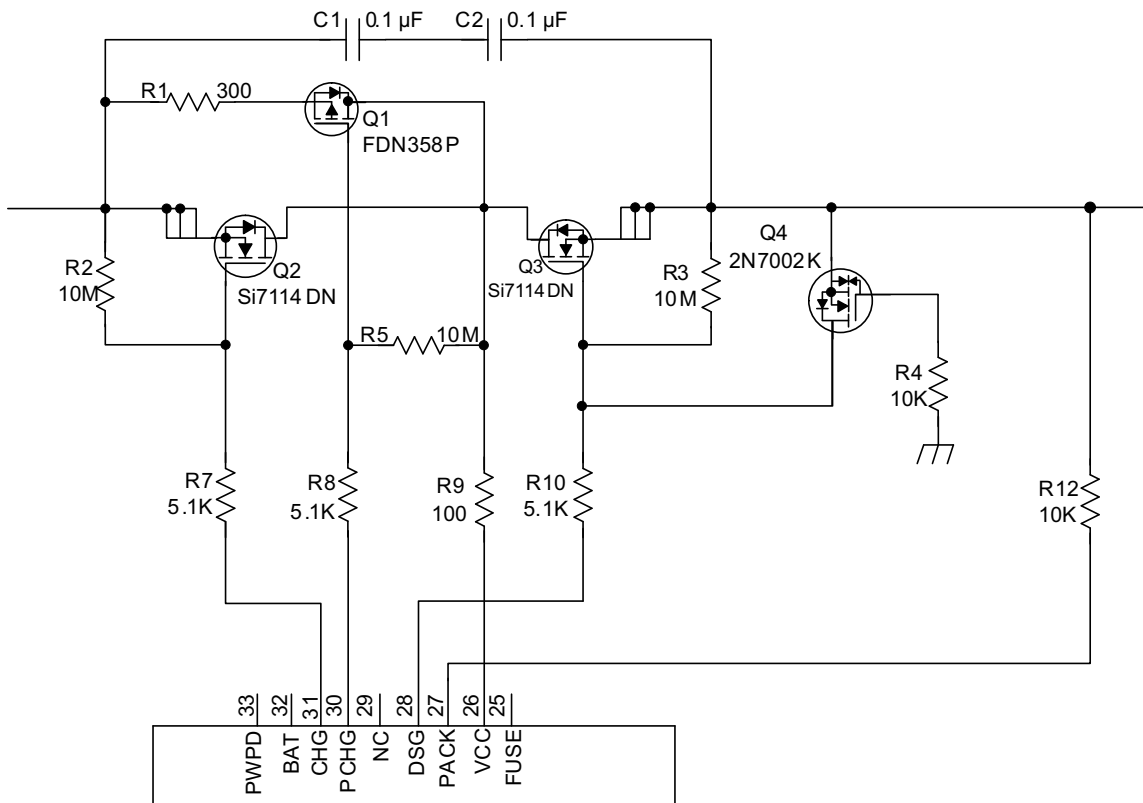 C1 0.1 µF C2 0.1 µF
R1 300
Q1
FDN358P
R2
10M
Q2
Si7114DN
Q3
Si7114DN
R3
10M
Q4
2N7002K
R5 10M
R4
10K
R7
5.1K
R8
5.1K
R9
100
R10
5.1K
R12
10K
33 32 31 30 29 28 27 26 25
PWPD BAT CHG PCHG NC DSG PACK VCC FUSE